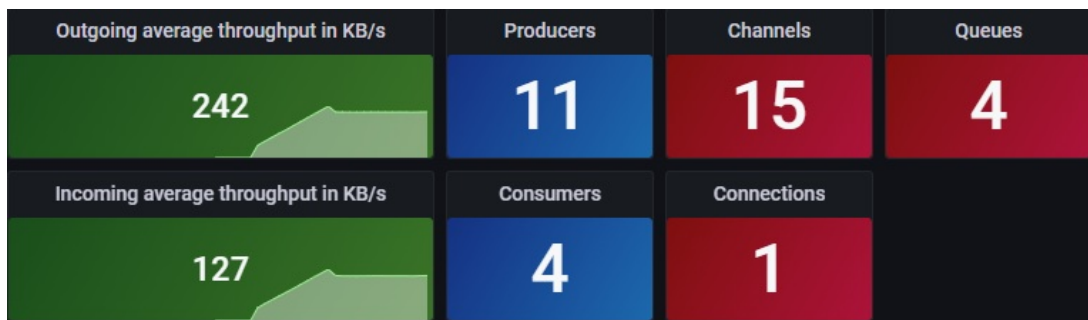 Outgoing average throughput in KB/s
242
Producers
11
Channels
15
Queues
4
Incoming average throughput in KB/s
127
Consumers
4
Connections
1